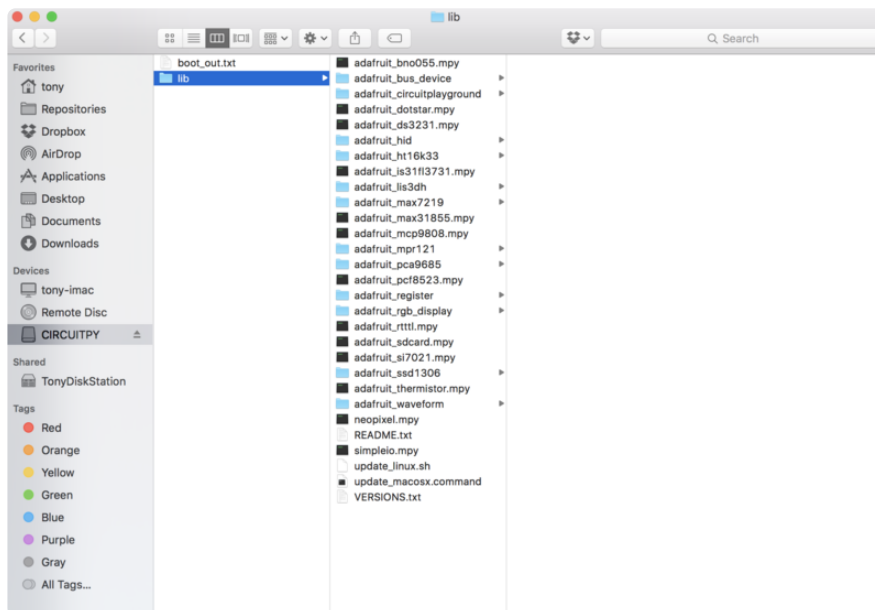 lib
Search
Favorites
tony
Repositories
Dropbox
AirDrop
Applications
Desktop
Documents
Downloads
Devices
tony-imac
Remote Disc
CIRCUITPY
Shared
TonyDiskStation
Tags
Red
Orange
Yellow
Green
Blue
Purple
Gray
All Tags...
boot_out.txt
lib
adafruit_bno055.mpy
adafruit_bus_device
adafruit_circuitplayground
adafruit_dotstar.mpy
adafruit_ds3231.mpy
adafruit_hid
adafruit_ht16k33
adafruit_is31fl3731.mpy
adafruit_lis3dh
adafruit_max7219
adafruit_max31855.mpy
adafruit_mcp9808.mpy
adafruit_mpr121
adafruit_pca9685
adafruit_pcf8523.mpy
adafruit_register
adafruit_rgb_display
adafruit_rtttl.mpy
adafruit_sdcard.mpy
adafruit_si7021.mpy
adafruit_ssd1306
adafruit_thermistor.mpy
adafruit_waveform
neopixel.mpy
README.txt
simpleio.mpy
update_linux.sh
update_macosx.command
VERSIONS.txt